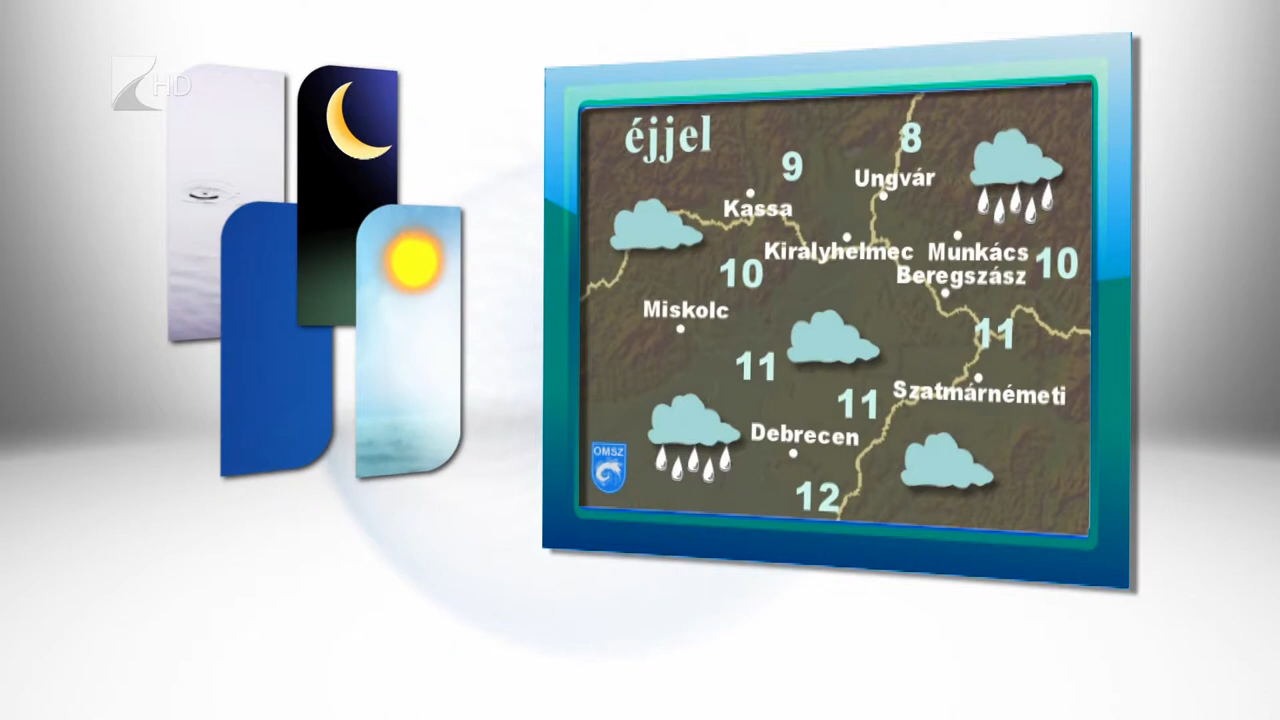 HD
éjjel
8
9
Ungvár
Kassa
Királyhelmec Munkács
10
10
Beregszász
Miskolc
11
11
Szatmárnémeti
11
Debrecen
OMSZ
12